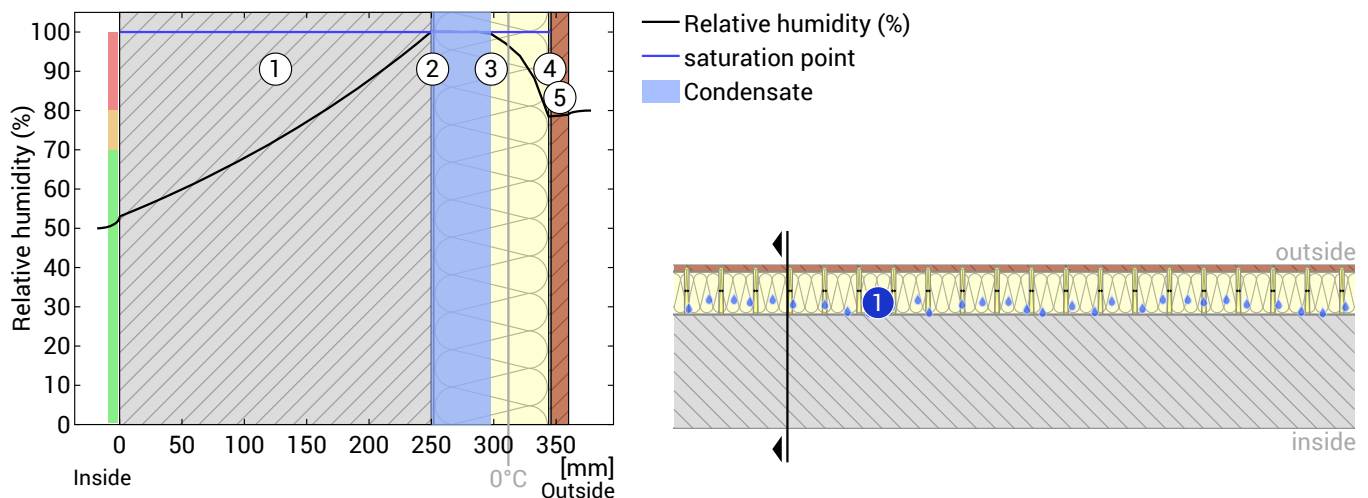 Relative humidity (%)
100
90
80
70
60
50
40
30
20
10
0
1
2
3
4
5
0
50
100
150
200
250
300
350
[mm]
Inside
0°C
Outside
Relative humidity (%)
saturation point
Condensate
outside
1
inside